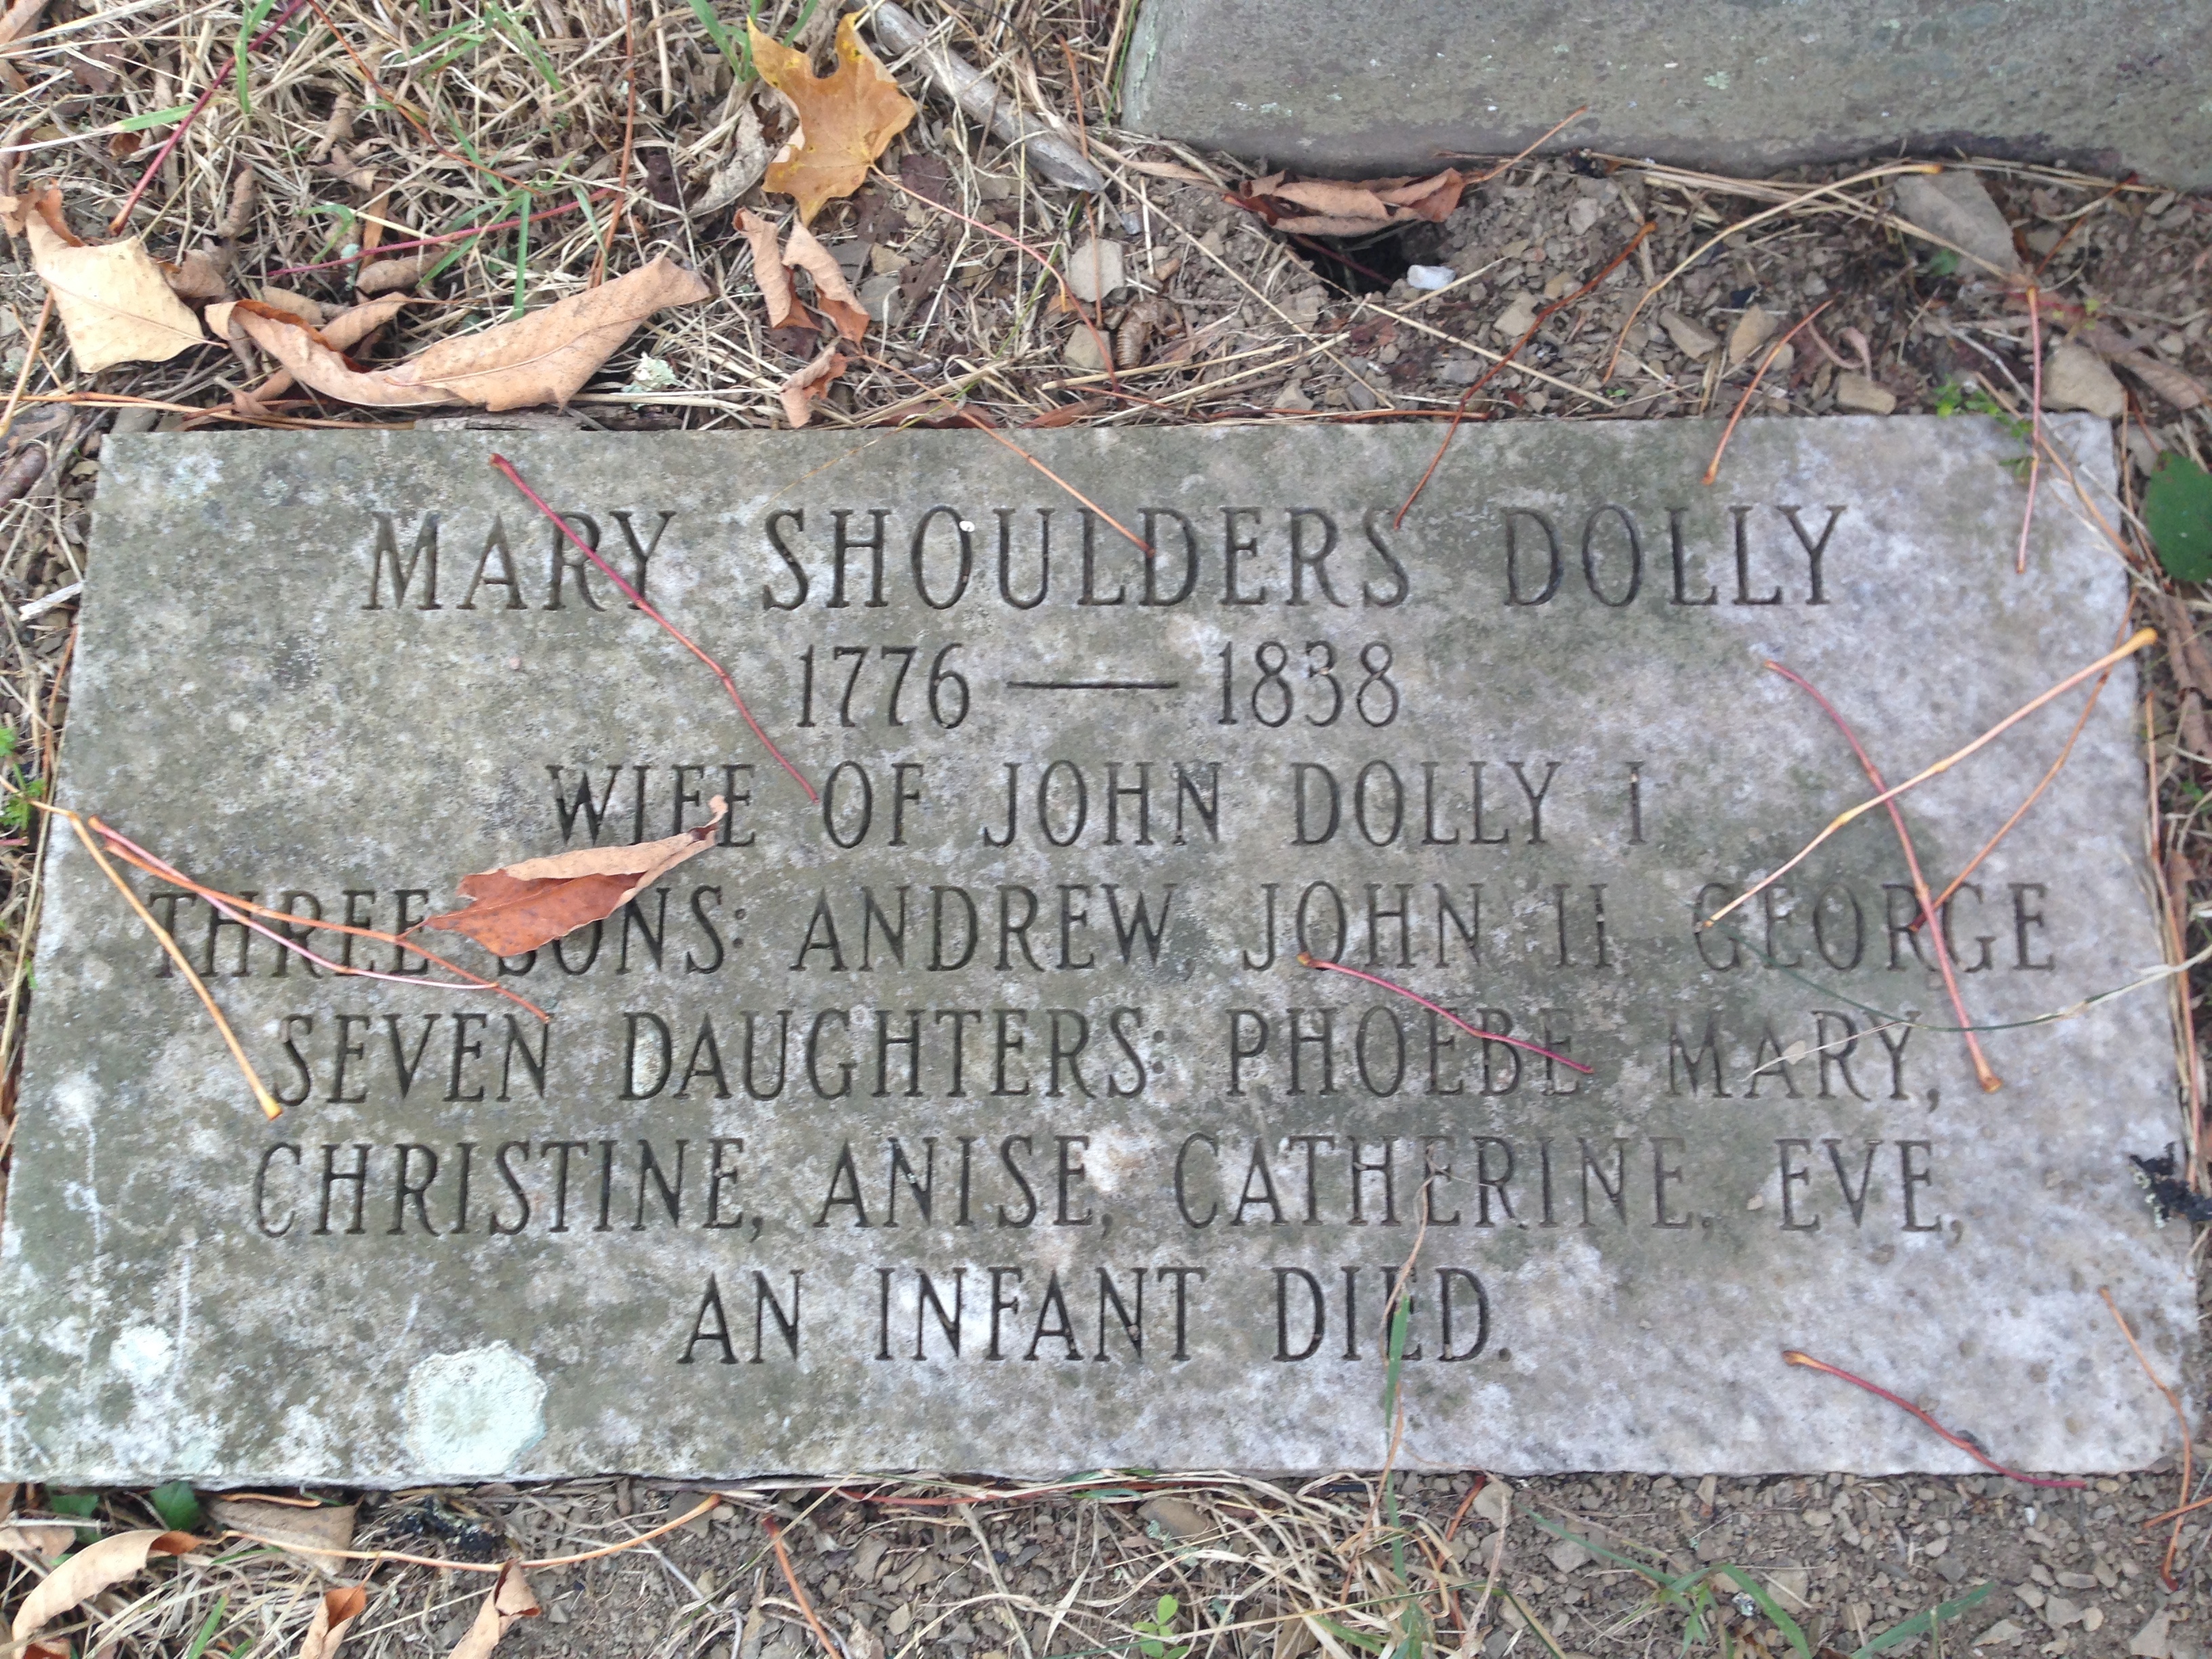 MARY SHOULDERS DOLLY
1776 — 1838
WIFE OF JOHN DOLLY I
THREE SONS: ANDREW, JOHN II GEORGE
SEVEN DAUGHTERS: PHOEBE MARY,
CHRISTINE, ANISE, CATHERINE, EVE,
AN INFANT DIED.